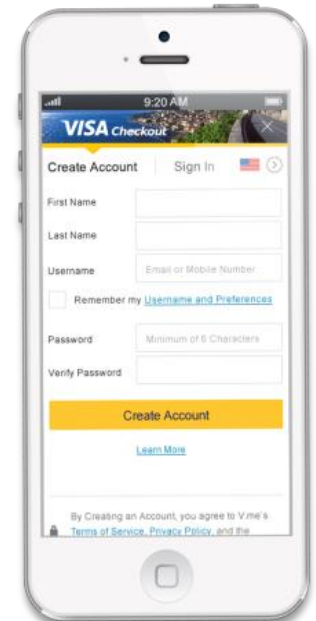 9:20 AM
VISA Checkout
Create Account
Sign In
First Name
Last Name
Username
Email or Mobile Number
Remember my Username and Preferences
Password
Minimum of 6 Characters
Verify Password
Create Account
Learn More
By Creating an Account, you agree to V.me's
Terms of Service, Privacy Policy, and the